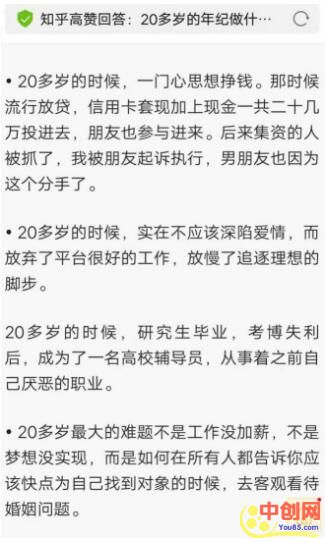 知乎高赞回答：20多岁的年纪做什…
• 20多岁的时候，一门心思想挣钱。那时候
流行放贷，信用卡套现加上现金一共二十几
万投进去，朋友也参与进来。后来集资的人
被抓了，我被朋友起诉执行，男朋友也因为
这个分手了。
• 20多岁的时候，实在不应该深陷爱情，而
放弃了平台很好的工作，放慢了追逐理想的
脚步。
20多岁的时候，研究生毕业，考博失利
后，成为了一名高校辅导员，从事着之前自
己厌恶的职业。
• 20多岁最大的难题不是工作没加薪，不是
梦想没实现，而是如何在所有人都告诉你应
该快点为自己找到对象的时候，去客观看待
婚姻问题。
中创网
You85.com